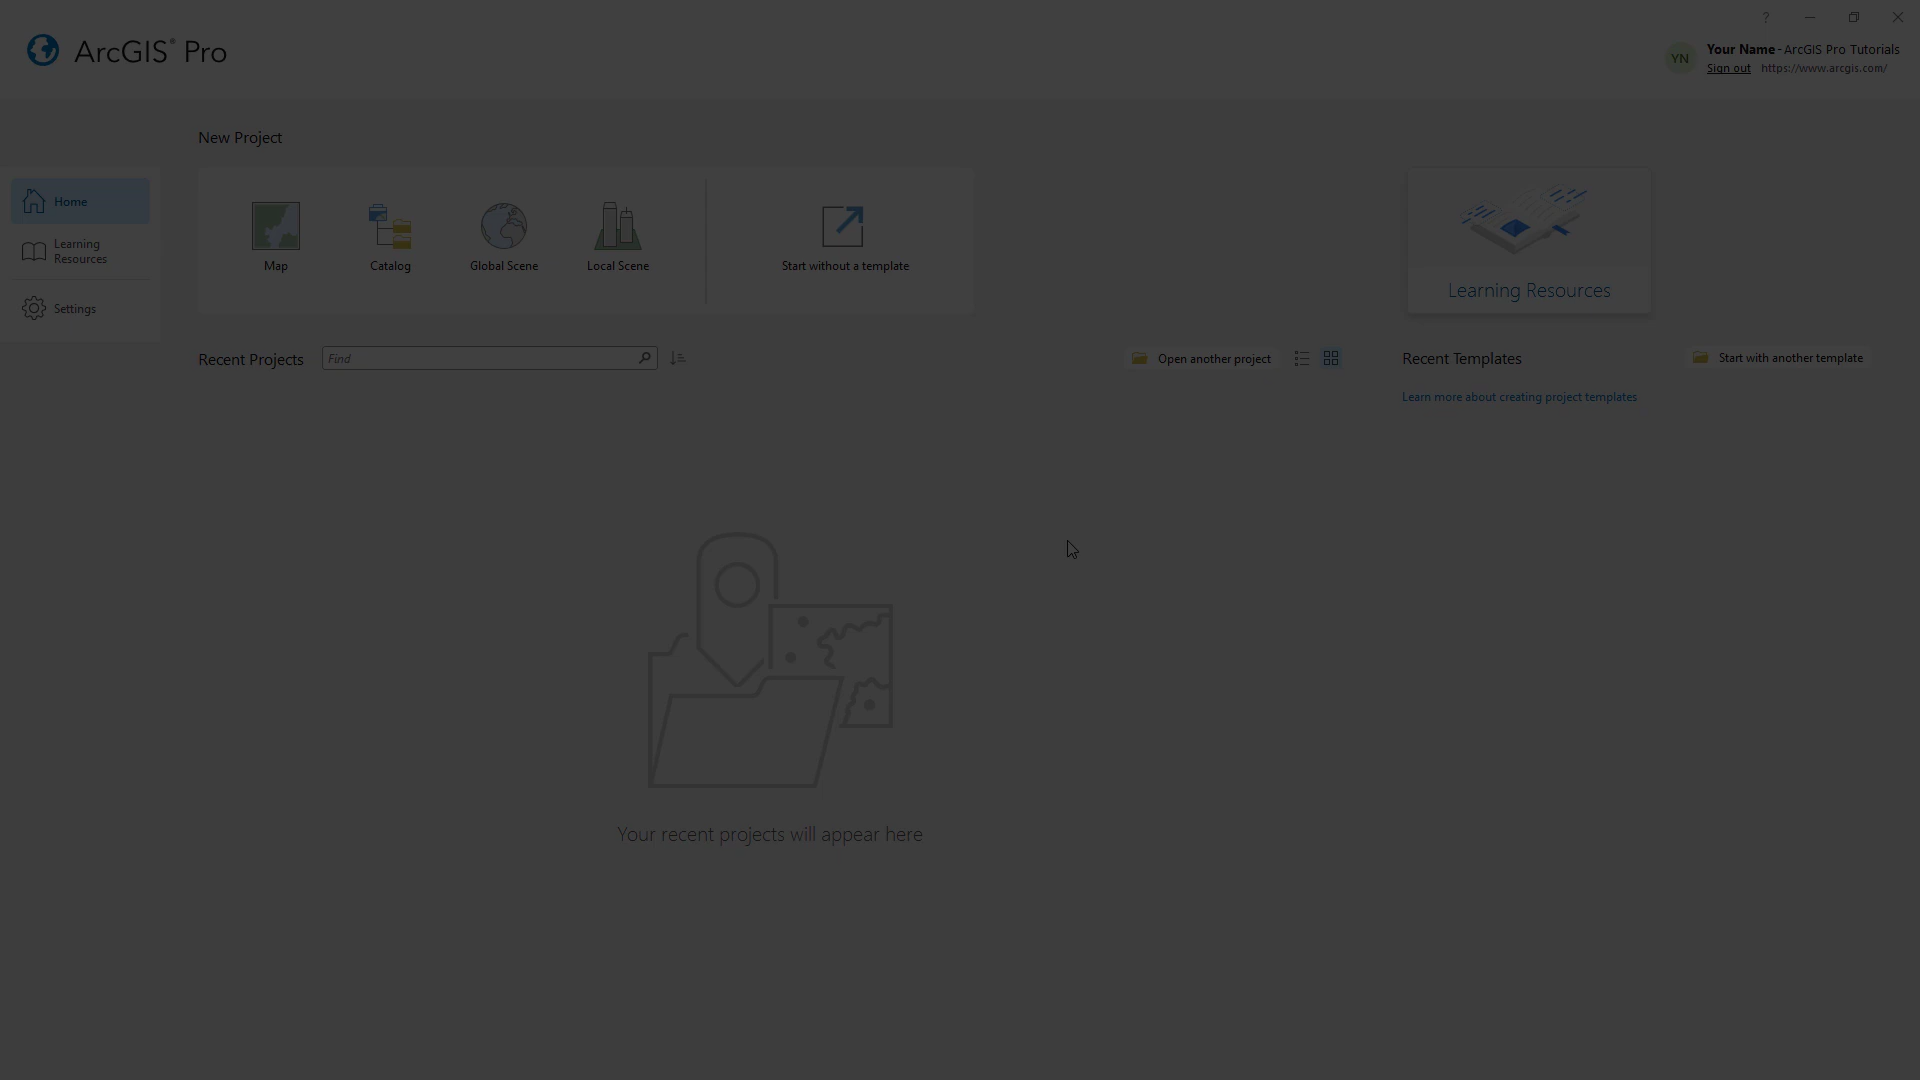 ?
ArcGIS® Pro
YN
Your Name - ArcGIS Pro Tutorials
Sign out https://www.arcgis.com/
New Project
Home
Learning
Resources
Settings
Map
Catalog
Global Scene
Local Scene
Start without a template
Learning Resources
Recent Projects
Find
Open another project
Recent Templates
Start with another template
Learn more about creating project templates
Your recent projects will appear here